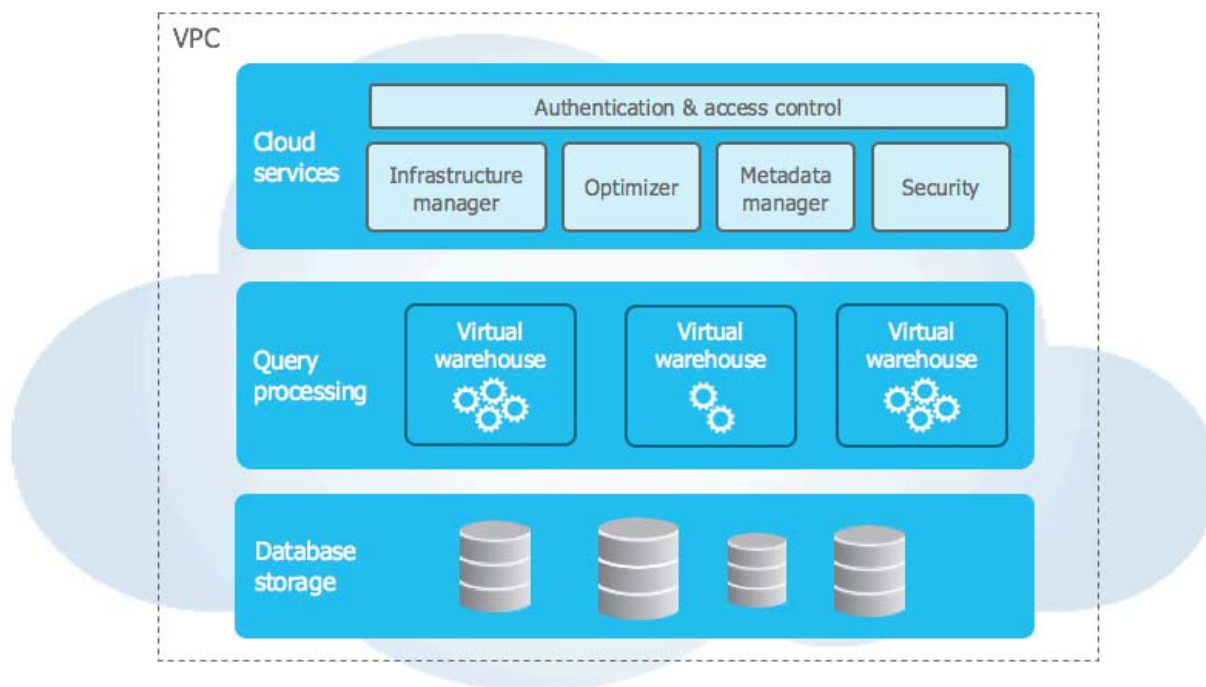 VPC
Cloud
services
Authentication & access control
Infrastructure
manager
Optimizer
Metadata
manager
Security
Query
processing
Virtual
warehouse
Virtual
warehouse
Virtual
warehouse
Database
storage